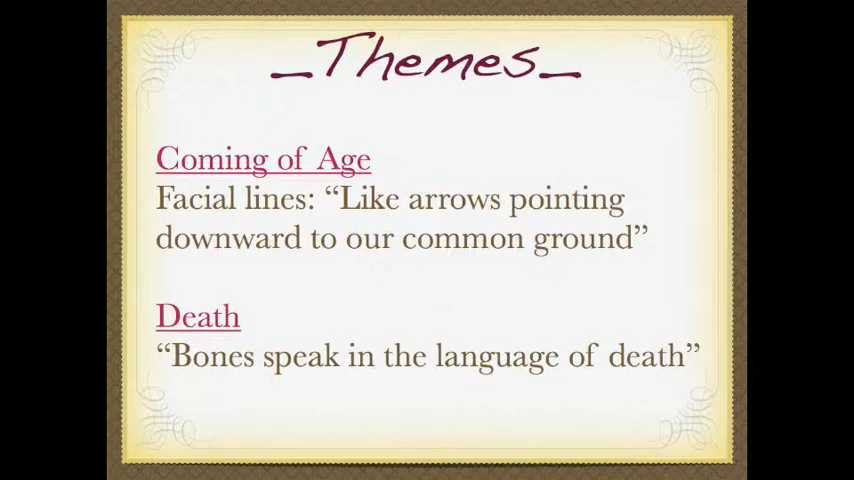 _Themes_
Coming of Age
Facial lines: “Like arrows pointing
downward to our common ground”
Death
“Bones speak in the language of death”